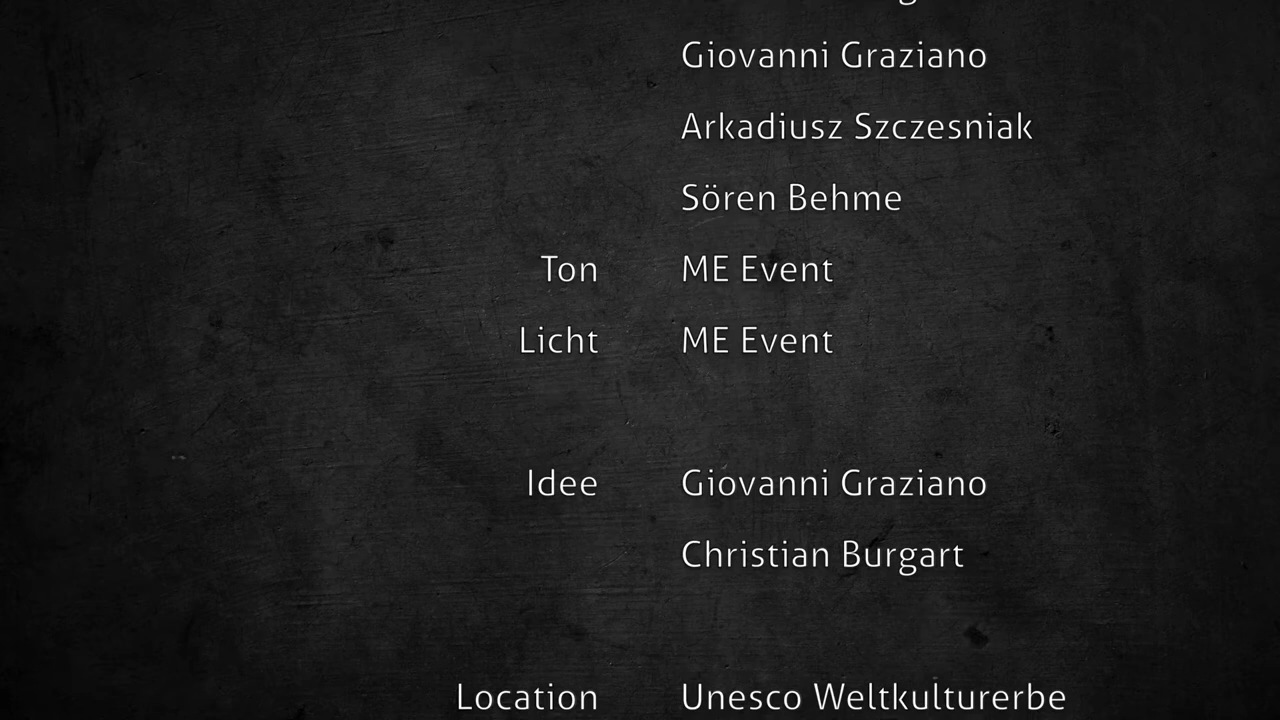 Giovanni Graziano
Arkadiusz Szczesniak
Sören Behme
Ton ME Event
Licht ME Event
Idee Giovanni Graziano
Christian Burgart
Location Unesco Weltkulturerbe